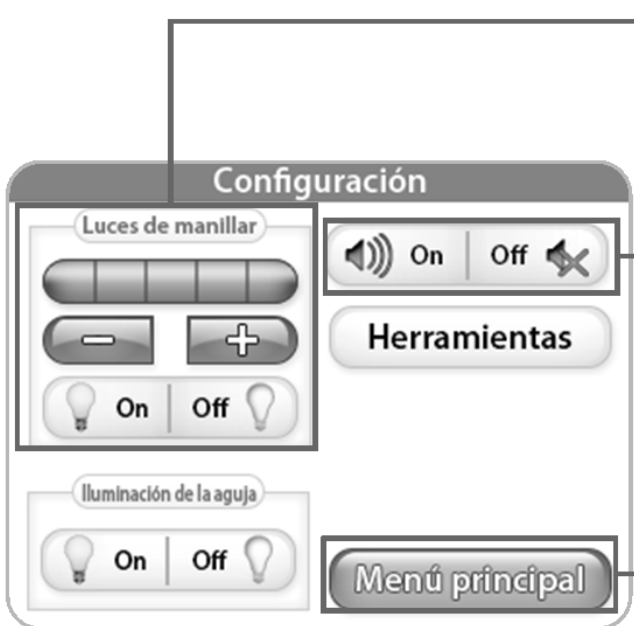 Configuración
Luces de manillar
On | Off
− +
On | Off
Herramientas
Iluminación de la aguja
On | Off
Menú principal